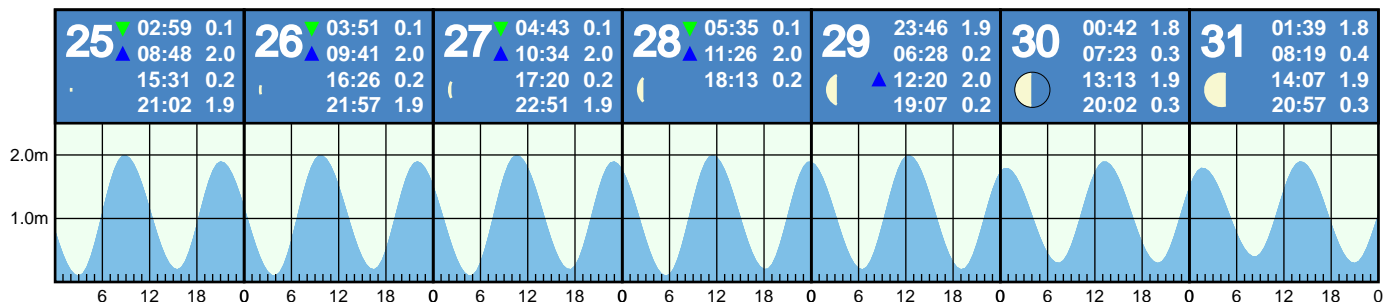 25 ▼ 02:59 0.1
▲ 08:48 2.0
15:31 0.2
21:02 1.9
26 ▼ 03:51 0.1
▲ 09:41 2.0
16:26 0.2
21:57 1.9
27 ▼ 04:43 0.1
▲ 10:34 2.0
17:20 0.2
22:51 1.9
28 ▼ 05:35 0.1
▲ 11:26 2.0
18:13 0.2
29 23:46 1.9
06:28 0.2
▲ 12:20 2.0
19:07 0.2
30 00:42 1.8
07:23 0.3
13:13 1.9
20:02 0.3
31 01:39 1.8
08:19 0.4
14:07 1.9
20:57 0.3
2.0m
1.0m
6 12 18 0 6 12 18 0 6 12 18 0 6 12 18 0 6 12 18 0 6 12 18 0 6 12 18 0